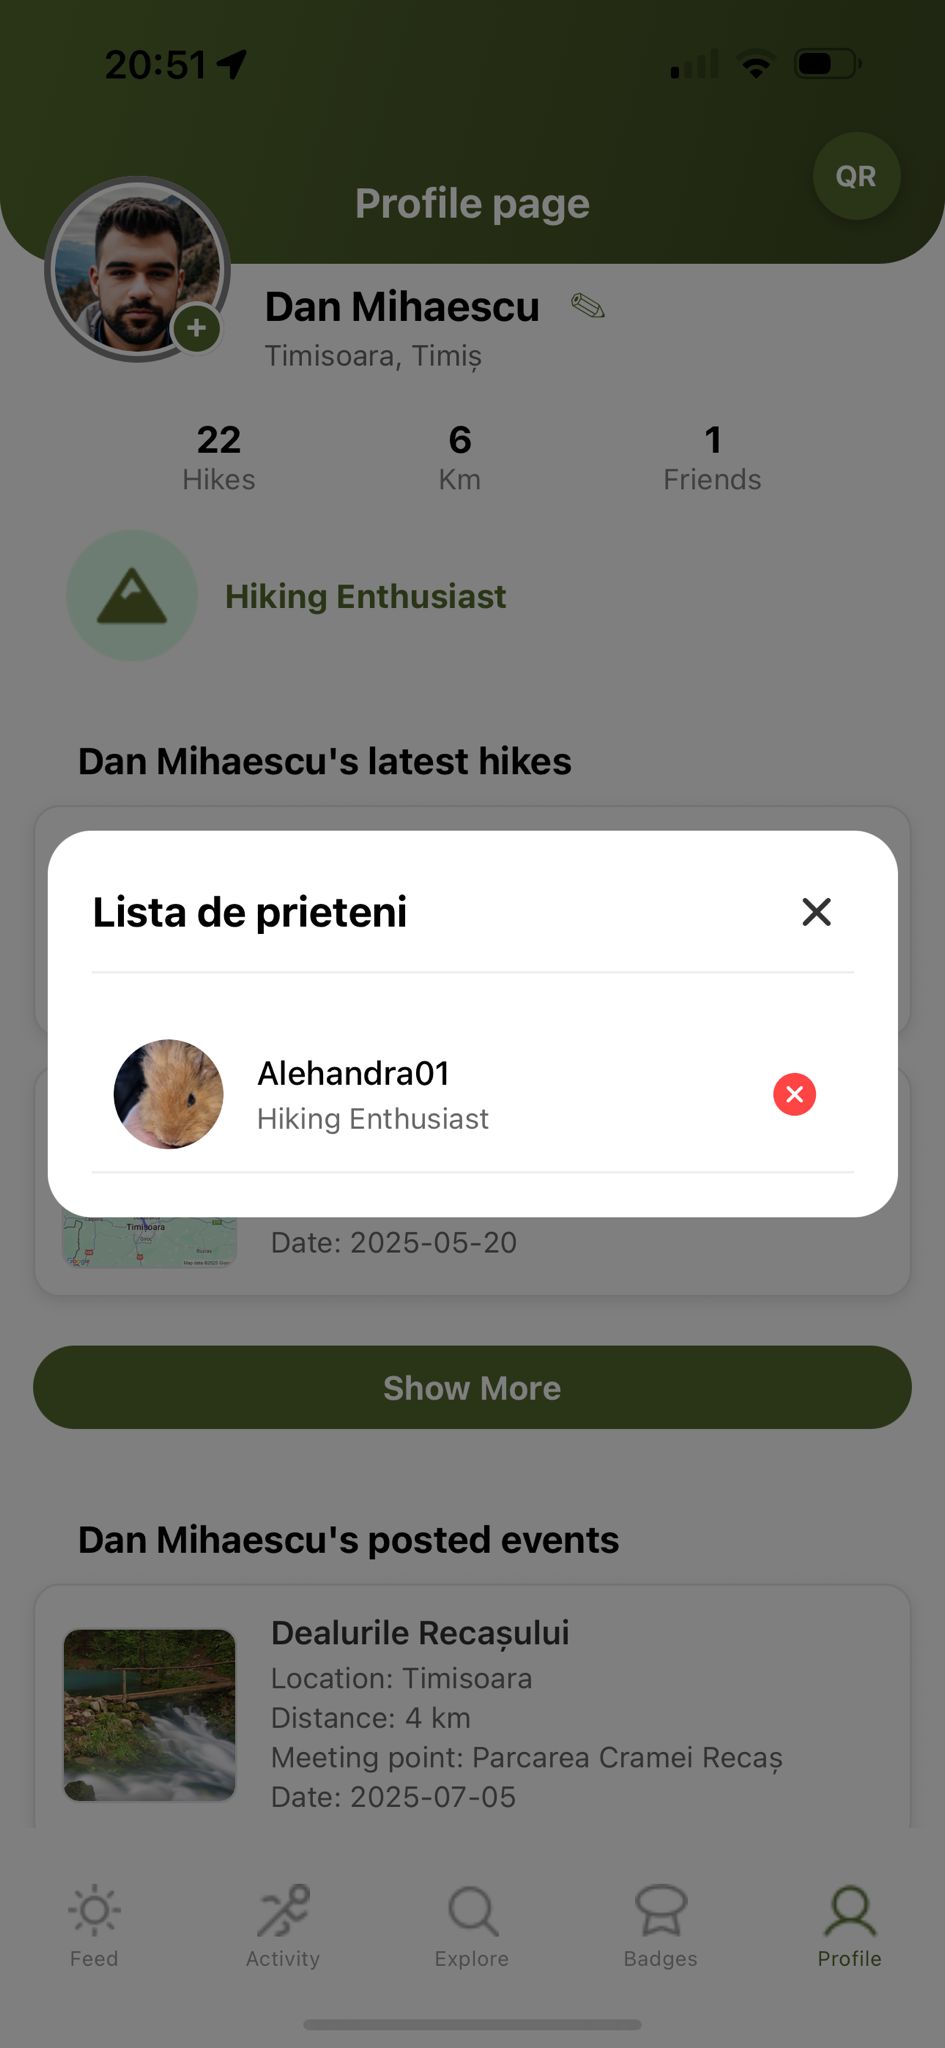 20:51
QR
Profile page
Dan Mihaescu
Timisoara, Timiș
22 6 1
Hikes Km Friends
Hiking Enthusiast
Dan Mihaescu's latest hikes
Lista de prieteni
Alehandra01
Hiking Enthusiast
Timișoara
Date: 2025-05-20
Google
Show More
Dan Mihaescu's posted events
Dealurile Recașului
Location: Timisoara
Distance: 4 km
Meeting point: Parcarea Cramei Recaș
Date: 2025-07-05
Feed Activity Explore Badges Profile